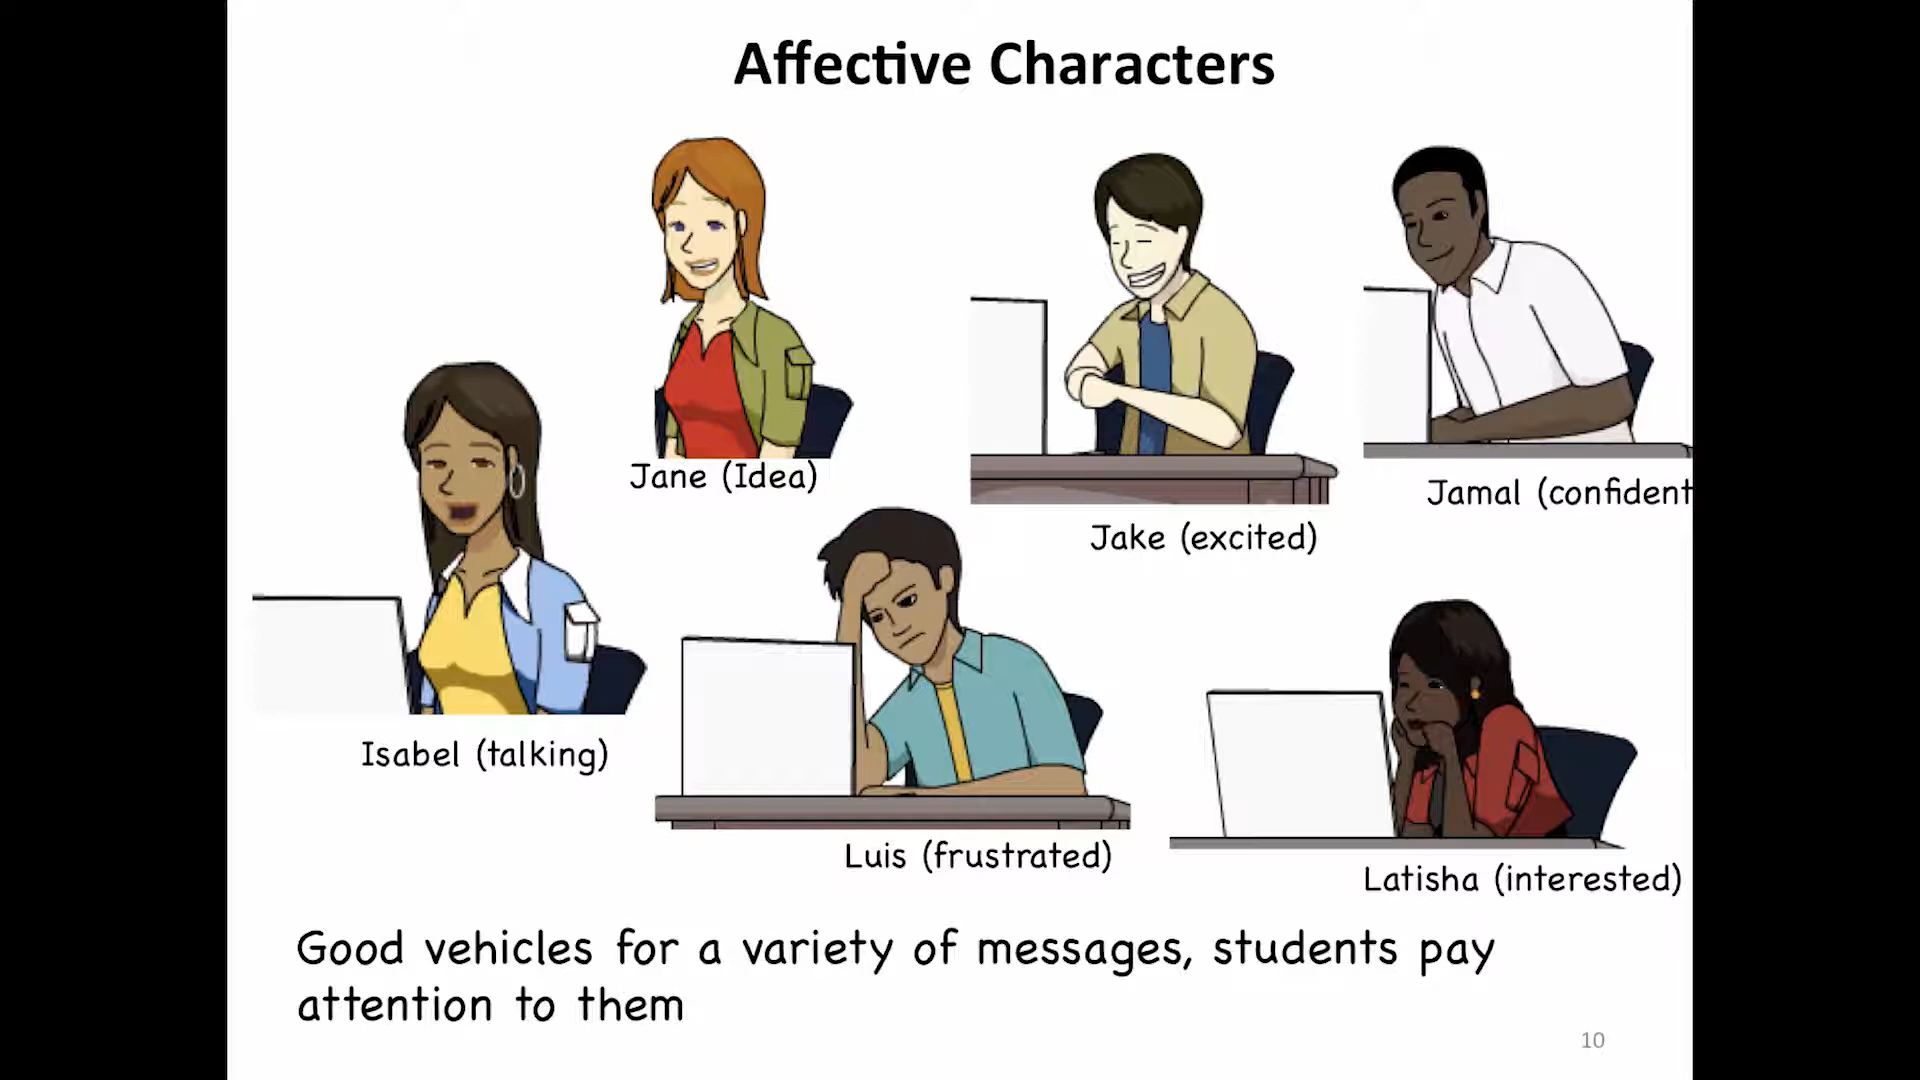 Affective Characters
Jane (Idea)
Jake (excited)
Jamal (confident
Isabel (talking)
Luis (frustrated)
Latisha (interested)
Good vehicles for a variety of messages, students pay
attention to them
10